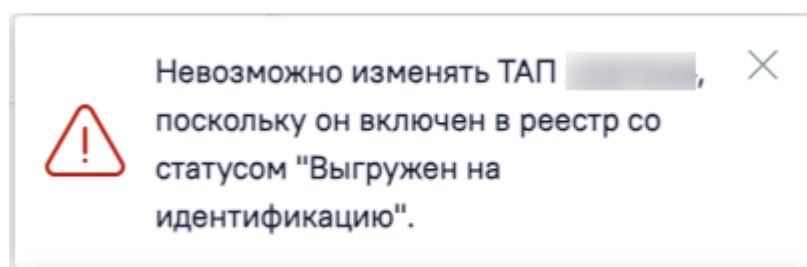 Невозможно изменять ТАП ,
поскольку он включен в реестр со
статусом "Выгружен на
идентификацию".